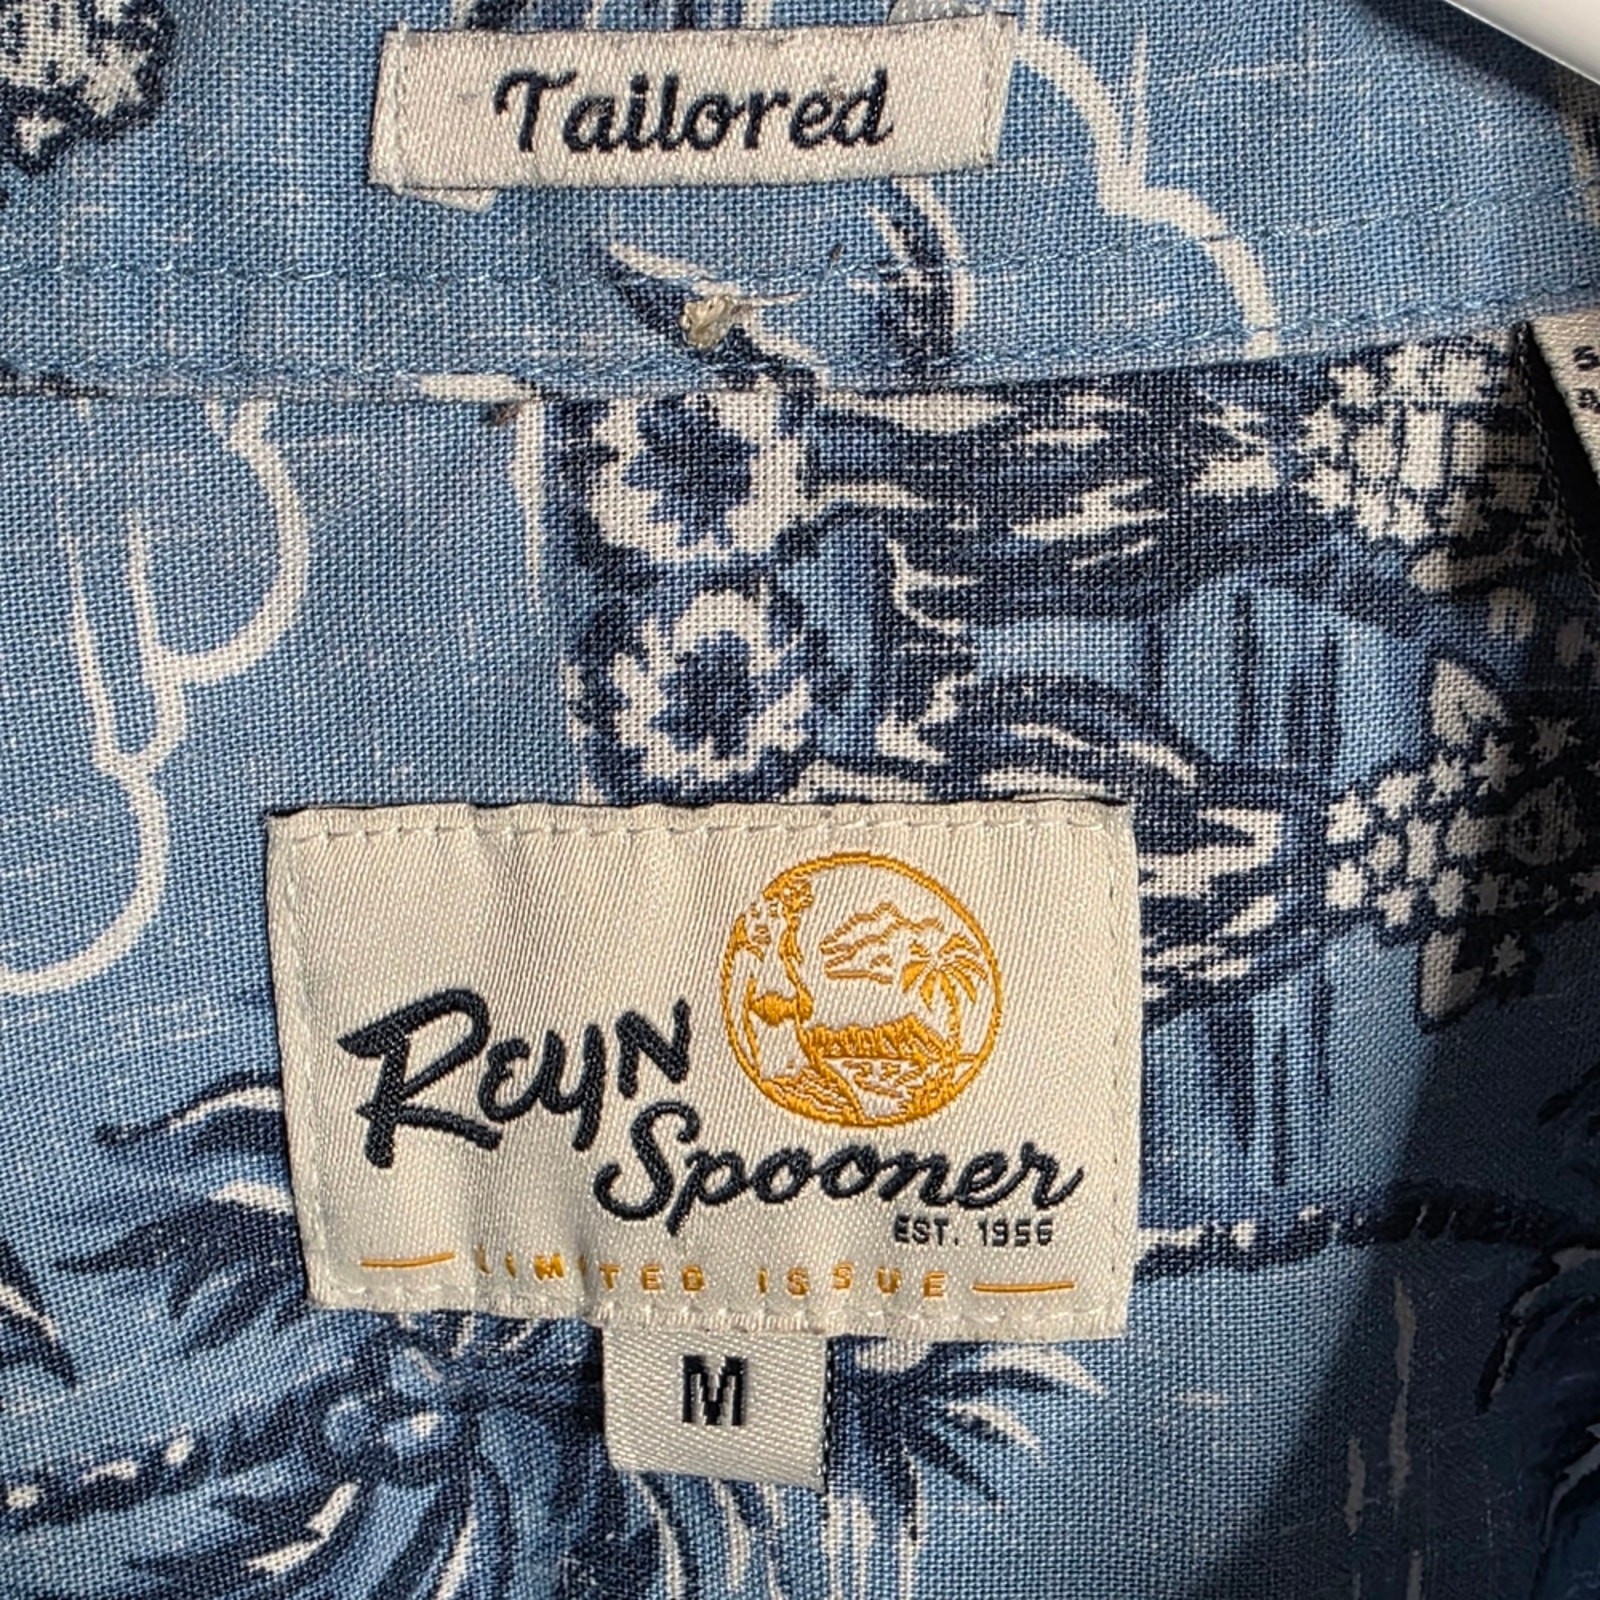 Tailored
Reyn
Spooner
EST. 1956
LIMITED ISSUE
M